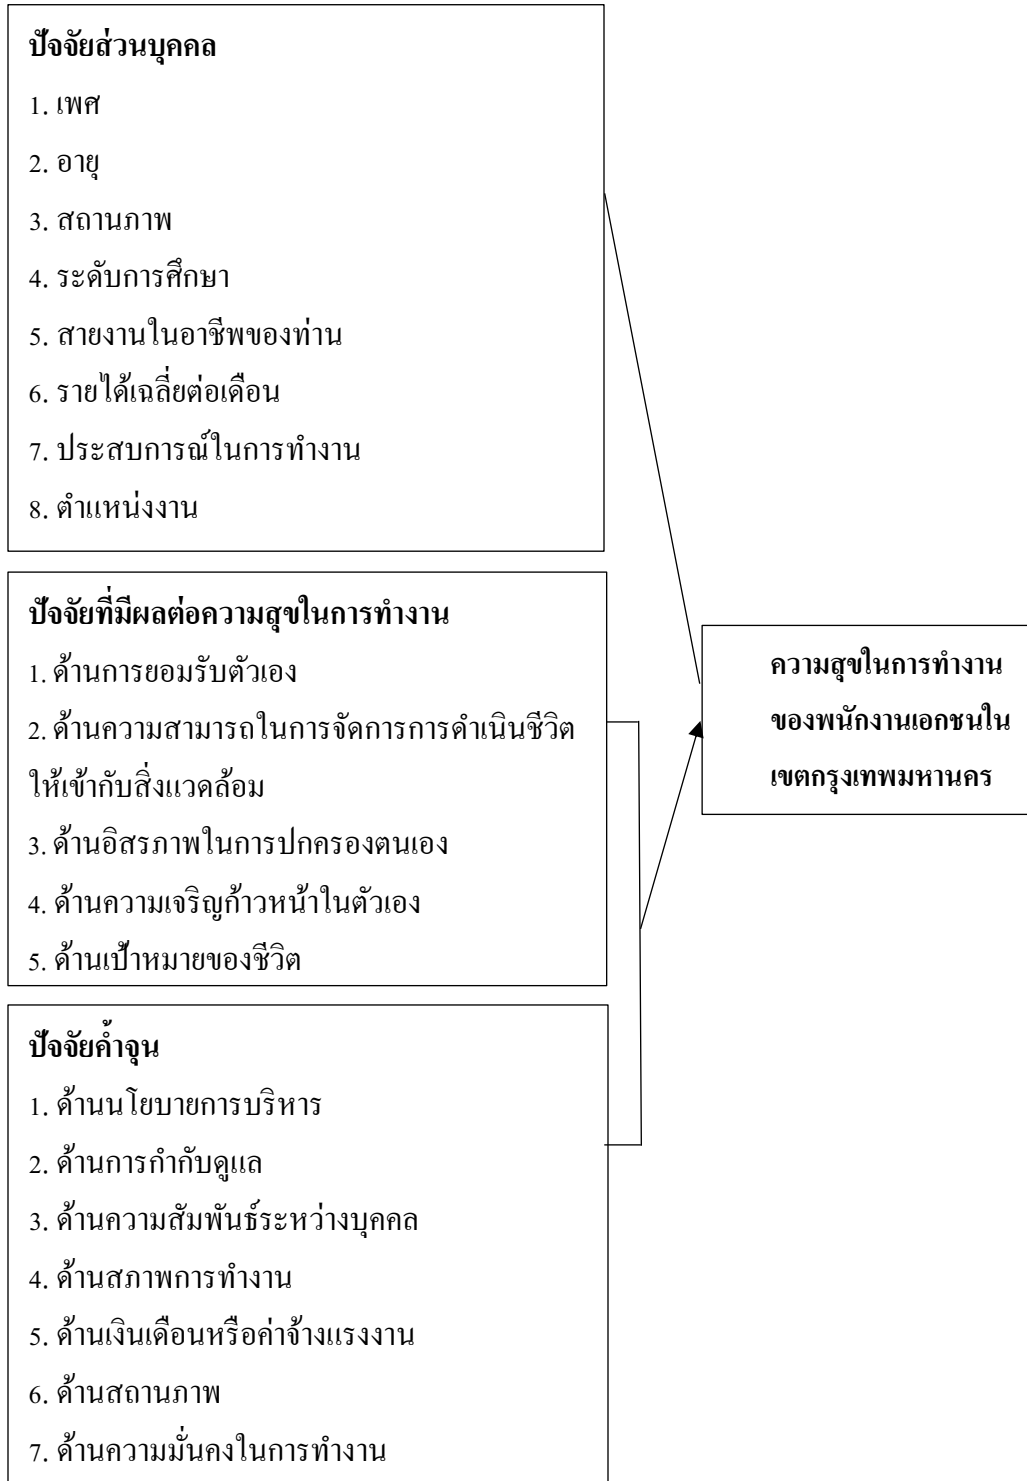 ปัจจัยส่วนบุคคล
1. เพศ
2. อายุ
3. สถานภาพ
4. ระดับการศึกษา
5. สายงานในอาชีพของท่าน
6. รายได้เฉลี่ยต่อเดือน
7. ประสบการณ์ในการทำงาน
8. ตำแหน่งงาน
ปัจจัยที่มีผลต่อความสุขในการทำงาน
1. ด้านการยอมรับตัวเอง
2. ด้านความสามารถในการจัดการการดำเนินชีวิต
ให้เข้ากับสิ่งแวดล้อม
3. ด้านอิสรภาพในการปกครองตนเอง
4. ด้านความเจริญก้าวหน้าในตัวเอง
5. ด้านเป้าหมายของชีวิต
ความสุขในการทำงาน
ของพนักงานเอกชนใน
เขตกรุงเทพมหานคร
ปัจจัยค้ำจุน
1. ด้านนโยบายการบริหาร
2. ด้านการกำกับดูแล
3. ด้านความสัมพันธ์ระหว่างบุคคล
4. ด้านสภาพการทำงาน
5. ด้านเงินเดือนหรือค่าจ้างแรงงาน
6. ด้านสถานภาพ
7. ด้านความมั่นคงในการทำงาน